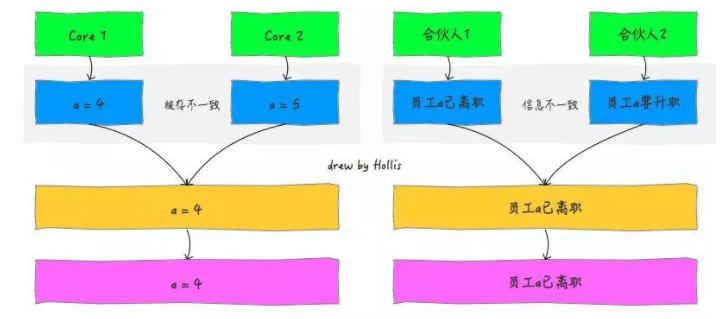 Core 1
Core 2
a = 4
缓存不一致
a = 5
a = 4
a = 4
合伙人1
合伙人2
员工a已离职
信息不一致
员工a要升职
员工a已离职
员工a已离职
drew by Hollis